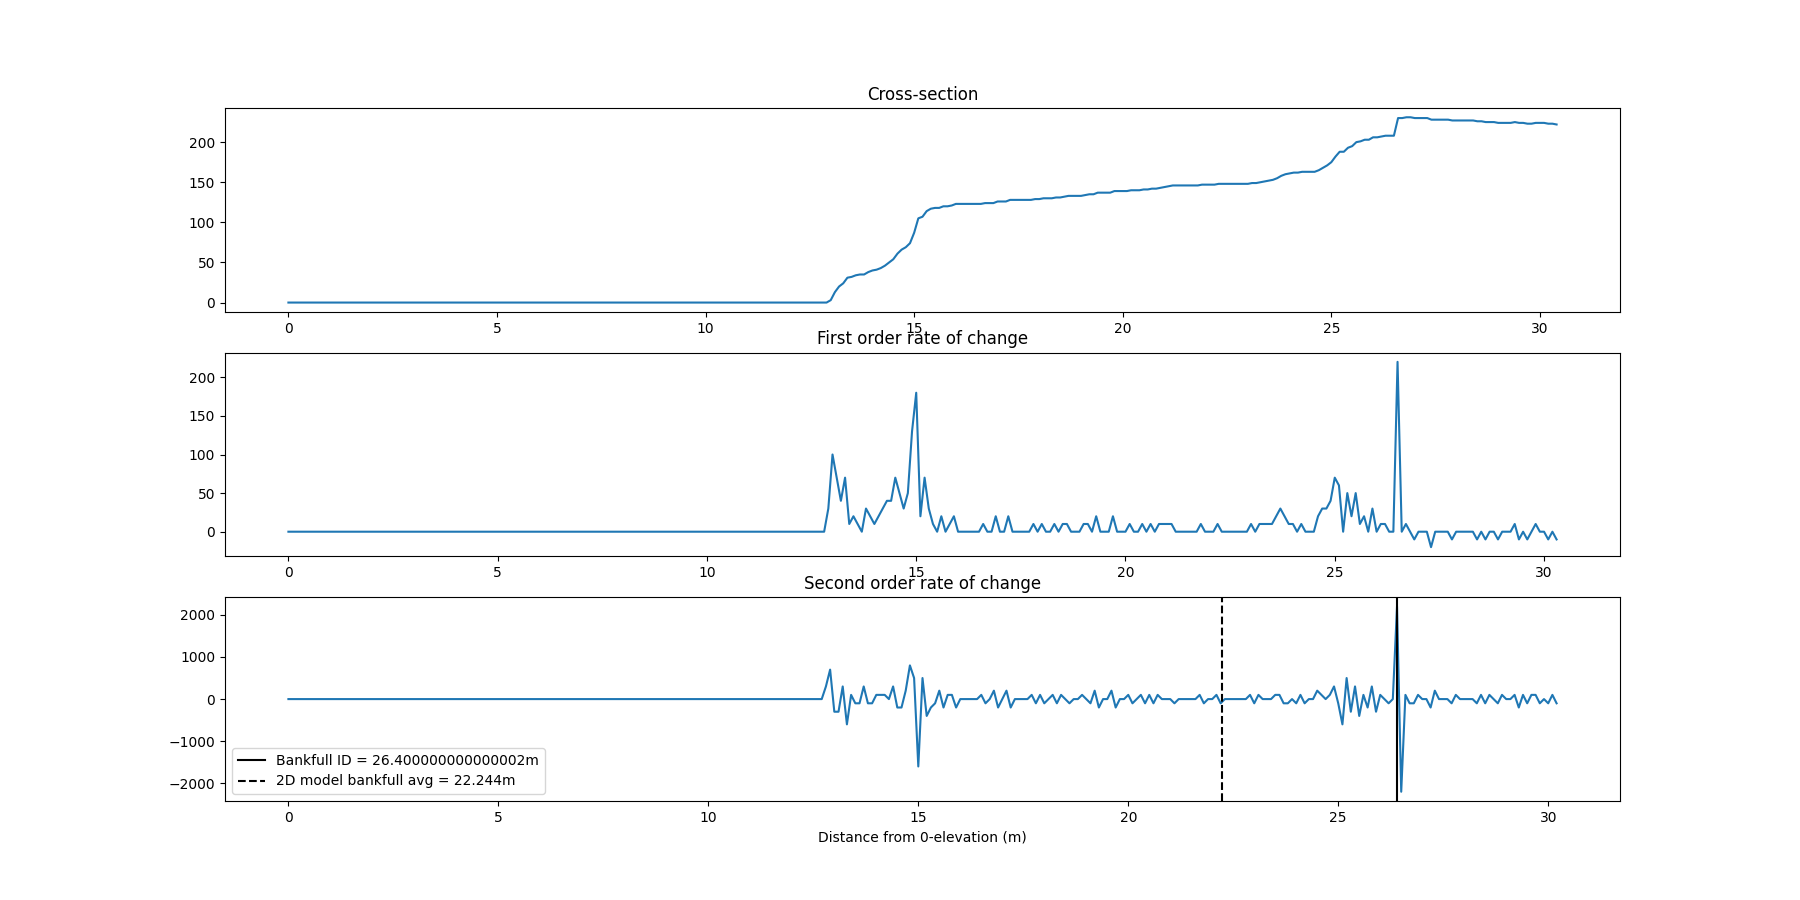 Cross-section
200
150
100
50
0
0 5 10 15 20 25 30
First order rate of change
200
150
100
50
0
0 5 10 15 20 25 30
Second order rate of change
2000
1000
0
−1000
−2000
Bankfull ID = 26.400000000000002m
2D model bankfull avg = 22.244m
0 5 10 15 20 25 30
Distance from 0-elevation (m)